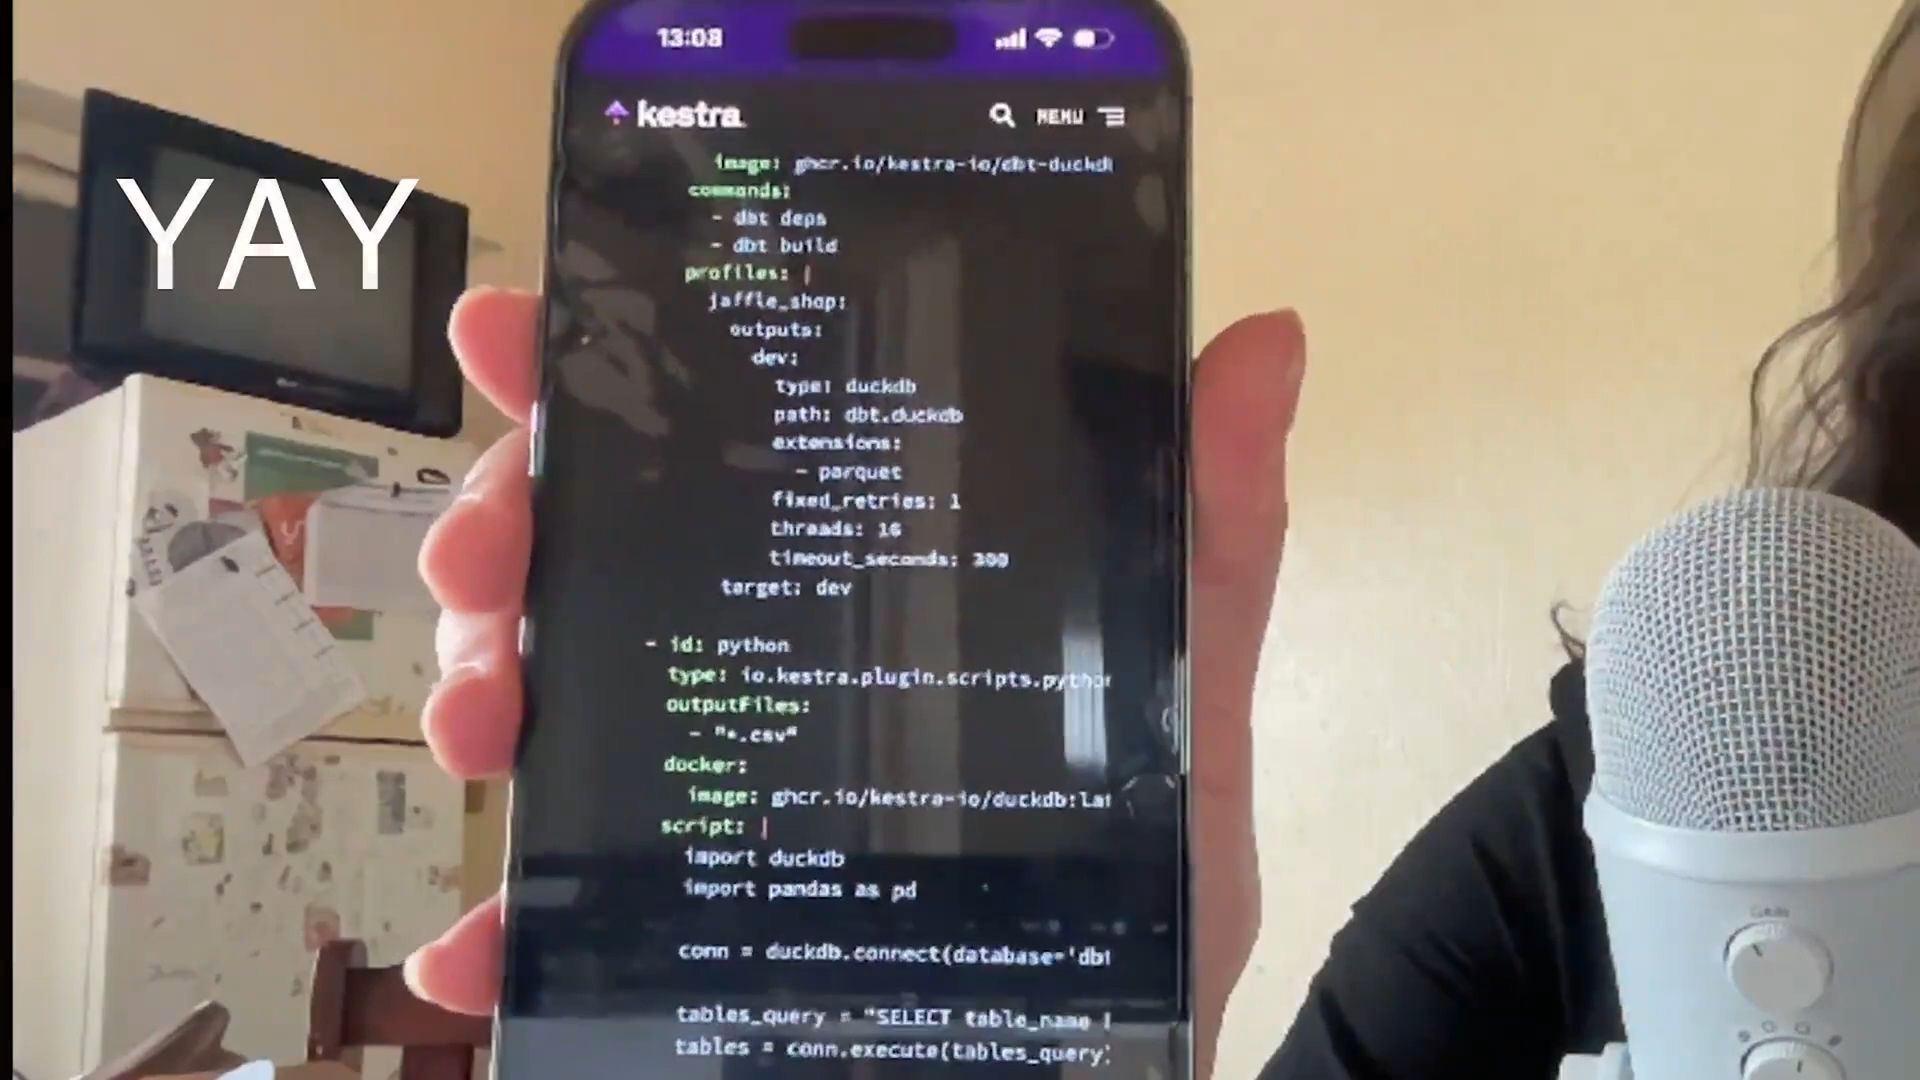 YAY
13:08
kestra
MENU
image: ghcr.io/kestra-io/dbt-duckd
commands:
- dbt deps
- dbt build
profiles: |
jaffle_shop:
outputs:
dev:
type: duckdb
path: dbt.duckdb
extensions:
- parquet
fixed_retries: 1
threads: 16
timeout_seconds: 300
target: dev
- id: python
type: io.kestra.plugin.scripts.python
outputFiles:
- "*.csv"
docker:
image: ghcr.io/kestra-io/duckdb:lat
script: |
import duckdb
import pandas as pd
conn = duckdb.connect(database='dbt
tables_query = "SELECT table_name
tables = conn.execute(tables_query)
GAIN